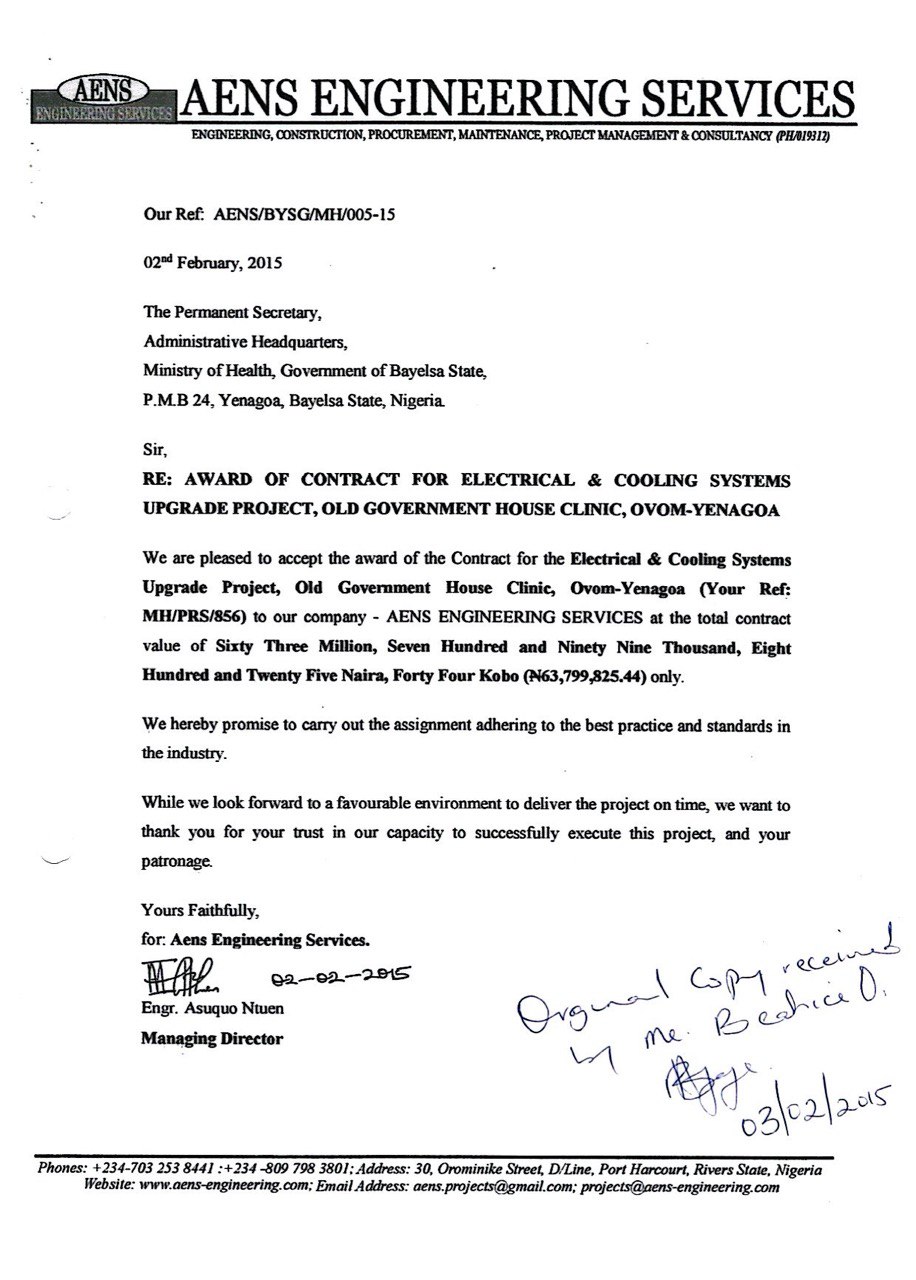 AENS
ENGINEERING SERVICES
AENS ENGINEERING SERVICES
ENGINEERING, CONSTRUCTION, PROCUREMENT, MAINTENANCE, PROJECT MANAGEMENT & CONSULTANCY (PH/019312)
Our Ref: AENS/BYSG/MH/005-15
02nd February, 2015
The Permanent Secretary,
Administrative Headquarters,
Ministry of Health, Government of Bayelsa State,
P.M.B 24, Yenagoa, Bayelsa State, Nigeria.
Sir,
RE: AWARD OF CONTRACT FOR ELECTRICAL & COOLING SYSTEMS
UPGRADE PROJECT, OLD GOVERNMENT HOUSE CLINIC, OVOM-YENAGOA
We are pleased to accept the award of the Contract for the Electrical & Cooling Systems
Upgrade Project, Old Government House Clinic, Ovom-Yenagoa (Your Ref:
MH/PRS/856) to our company - AENS ENGINEERING SERVICES at the total contract
value of Sixty Three Million, Seven Hundred and Ninety Nine Thousand, Eight
Hundred and Twenty Five Naira, Forty Four Kobo (₦63,799,825.44) only.
We hereby promise to carry out the assignment adhering to the best practice and standards in
the industry.
While we look forward to a favourable environment to deliver the project on time, we want to
thank you for your trust in our capacity to successfully execute this project, and your
patronage.
Yours Faithfully,
for: Aens Engineering Services.
02-02-2015
Engr. Asuquo Ntuen
Managing Director
Orginal Copy received
by me. Beatrice O.
03/02/2015
Phones: +234-703 253 8441 :+234 -809 798 3801; Address: 30, Orominike Street, D/Line, Port Harcourt, Rivers State, Nigeria
Website: www.aens-engineering.com; Email Address: aens.projects@gmail.com; projects@aens-engineering.com